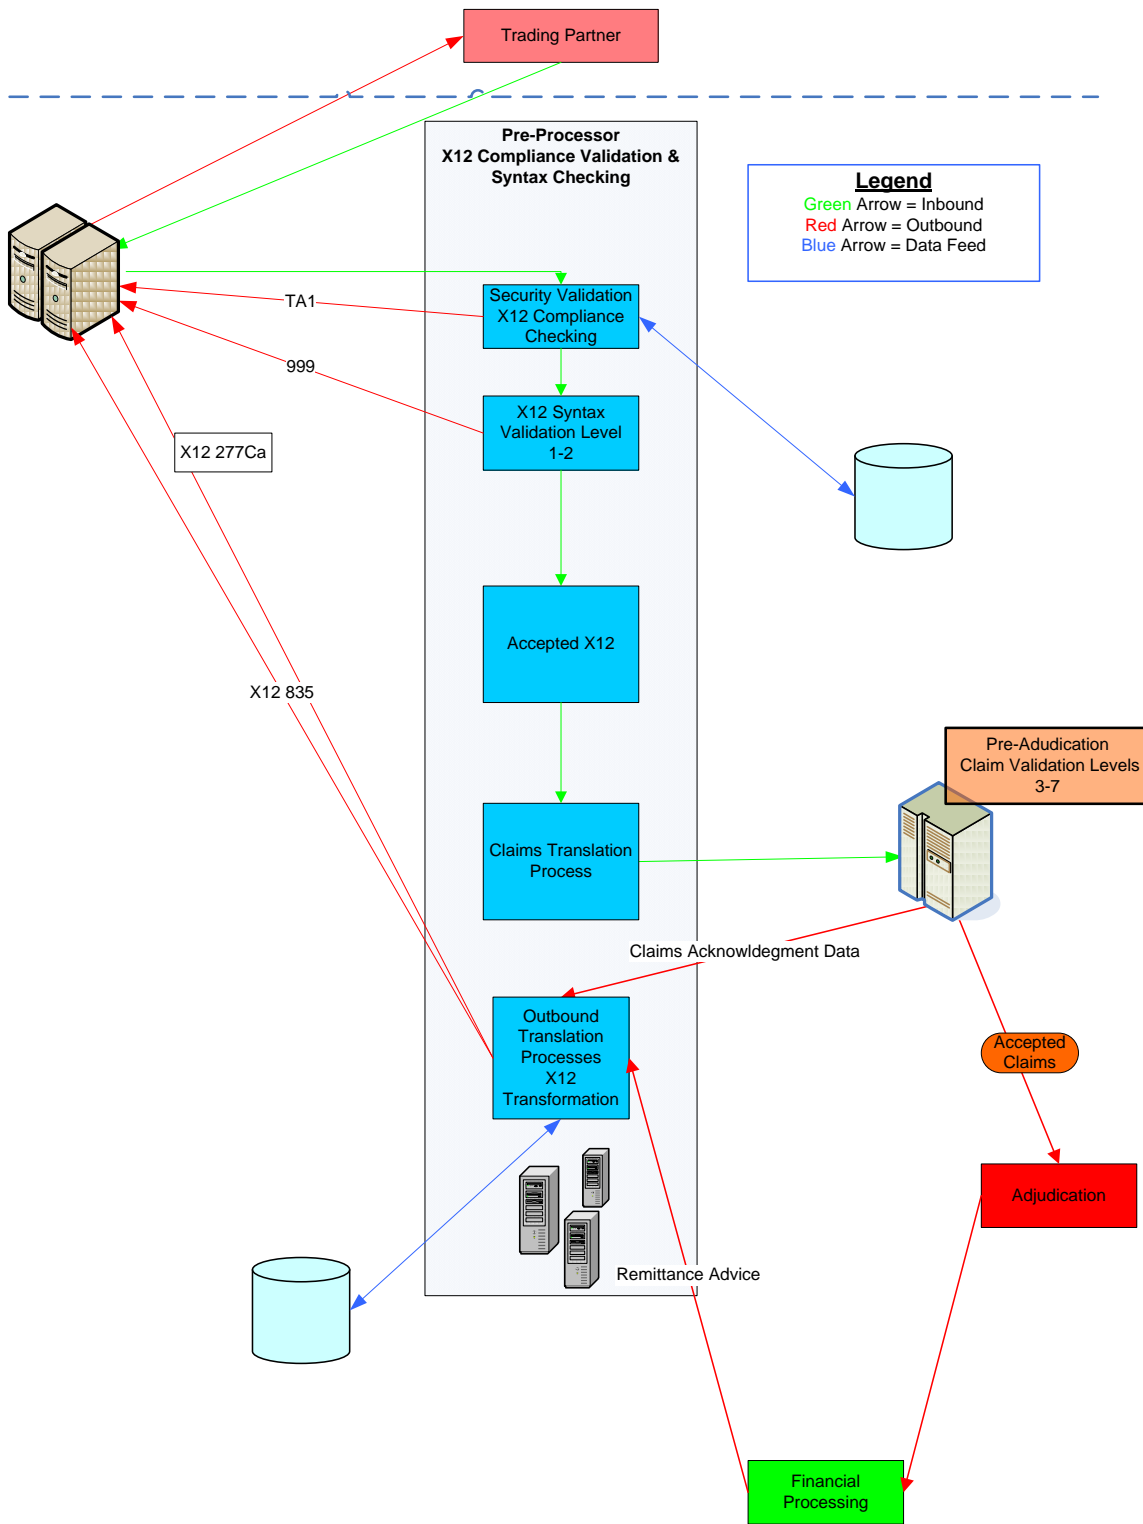 Trading Partner
Pre-Processor
X12 Compliance Validation &
Syntax Checking
Legend
Green Arrow = Inbound
Red Arrow = Outbound
Blue Arrow = Data Feed
Security Validation
X12 Compliance
Checking
TA1
999
X12 Syntax
Validation Level
1-2
X12 277Ca
Accepted X12
X12 835
Pre-Adudication
Claim Validation Levels
3-7
Claims Translation
Process
Claims Acknowldegment Data
Outbound
Translation
Processes
X12
Transformation
Accepted
Claims
Adjudication
Remittance Advice
Financial
Processing